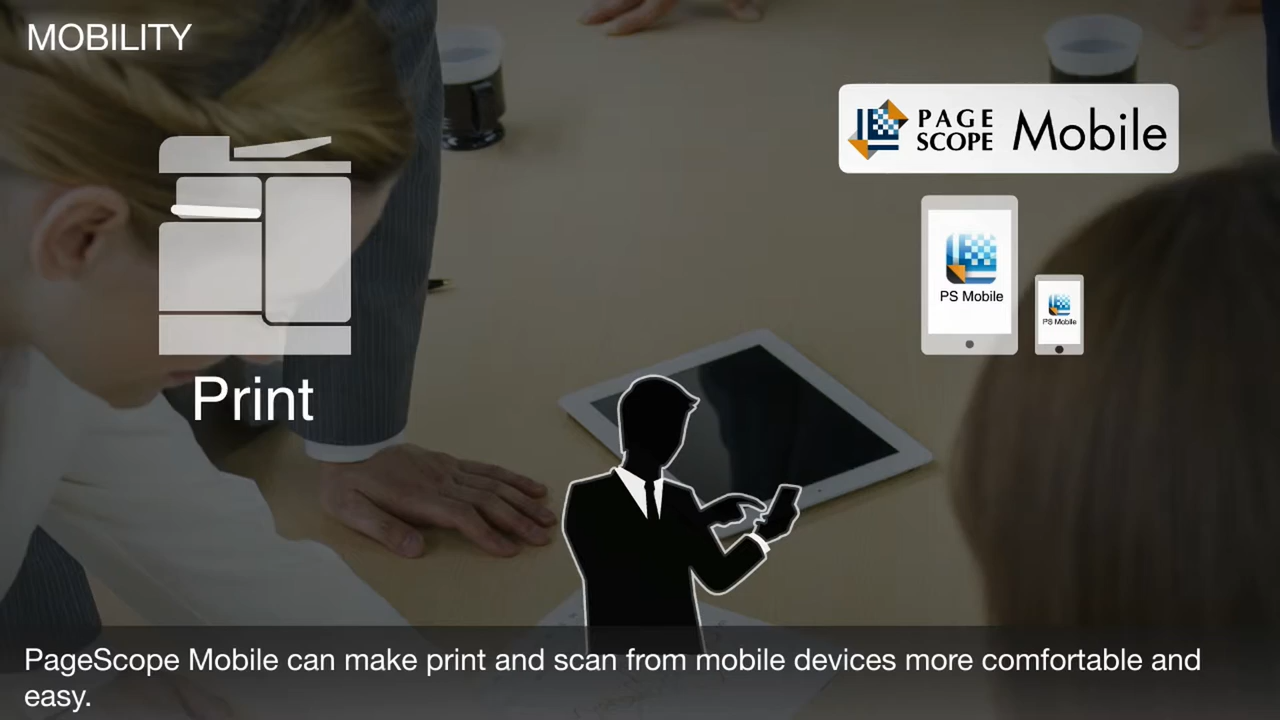 MOBILITY
PAGE
SCOPE Mobile
PS Mobile
PS Mobile
Print
PageScope Mobile can make print and scan from mobile devices more comfortable and
easy.